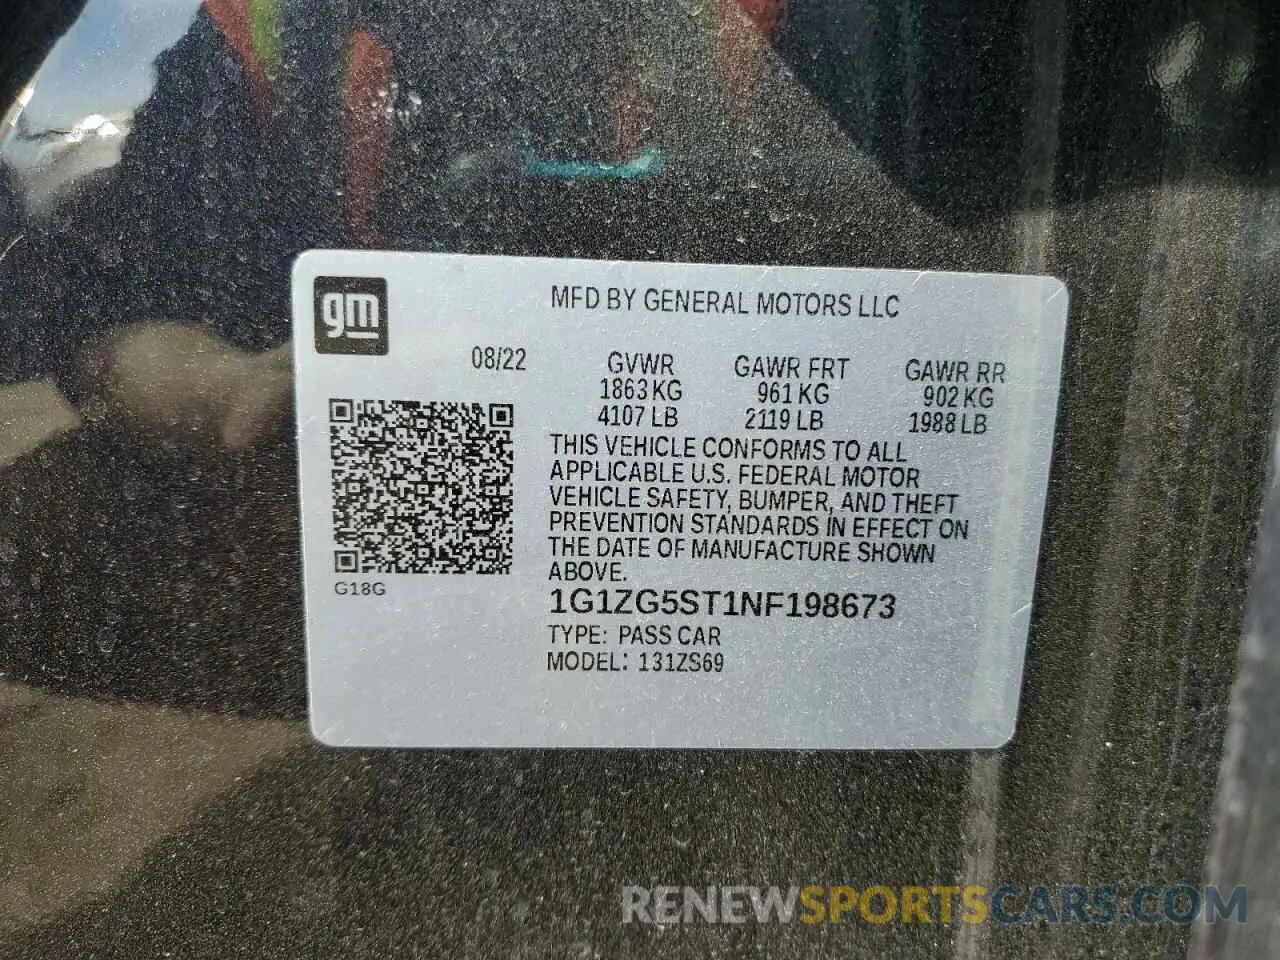 gm
MFD BY GENERAL MOTORS LLC
08/22 GVWR GAWR FRT GAWR RR
1863 KG 961 KG 902 KG
4107 LB 2119 LB 1988 LB
THIS VEHICLE CONFORMS TO ALL
APPLICABLE U.S. FEDERAL MOTOR
VEHICLE SAFETY, BUMPER, AND THEFT
PREVENTION STANDARDS IN EFFECT ON
THE DATE OF MANUFACTURE SHOWN
ABOVE.
G18G
1G1ZG5ST1NF198673
TYPE: PASS CAR
MODEL: 131ZS69
RENEWSPORTSCARS.COM